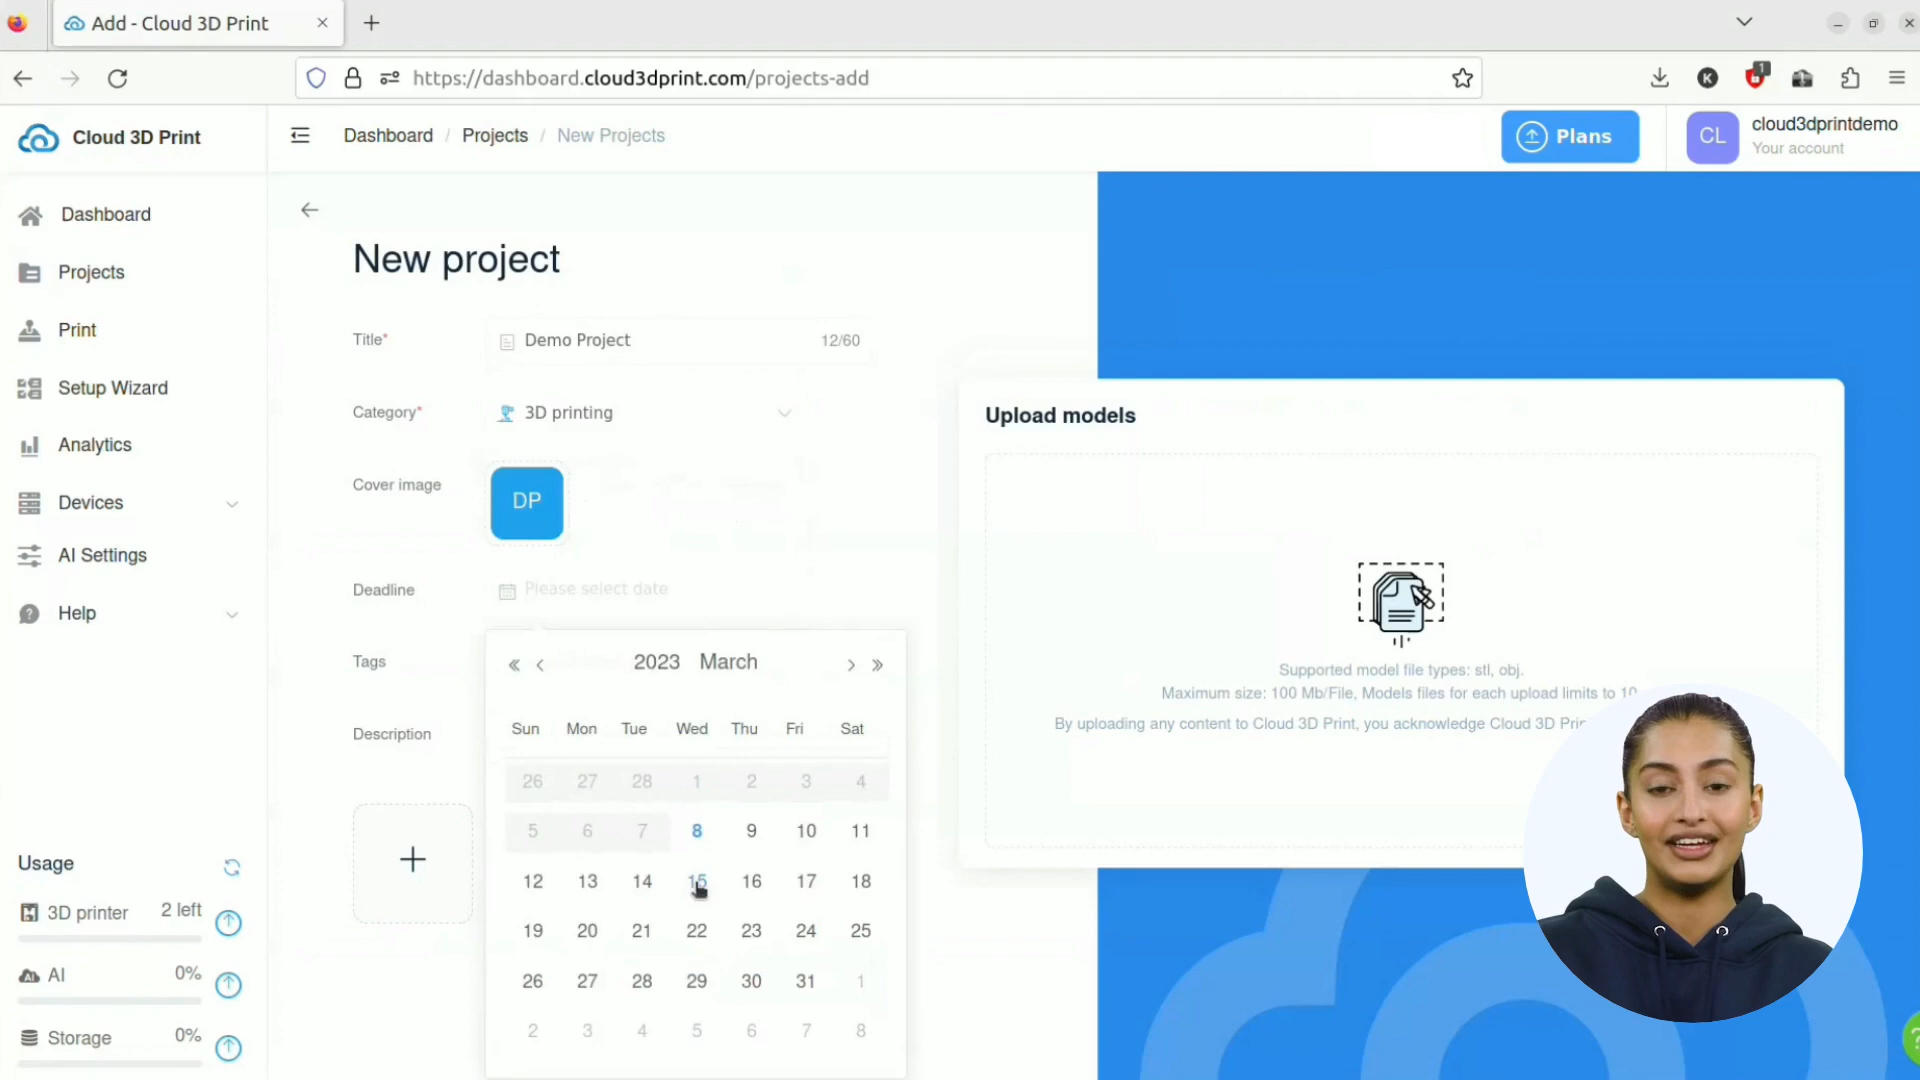 Add - Cloud 3D Print
https://dashboard.cloud3dprint.com/projects-add
K
1
Cloud 3D Print
Dashboard / Projects / New Projects
Plans
CL
cloud3dprintdemo
Your account
Dashboard
Projects
Print
Setup Wizard
Analytics
Devices
AI Settings
Help
Usage
3D printer 2 left
AI 0%
Storage 0%
New project
Title* Demo Project 12/60
Category* 3D printing
Cover image DP
Deadline Please select date
Tags
Description
2023 March
Sun Mon Tue Wed Thu Fri Sat
26 27 28 1 2 3 4
5 6 7 8 9 10 11
12 13 14 15 16 17 18
19 20 21 22 23 24 25
26 27 28 29 30 31 1
2 3 4 5 6 7 8
Upload models
Supported model file types: stl, obj.
Maximum size: 100 Mb/File, Models files for each upload limits to 10
By uploading any content to Cloud 3D Print, you acknowledge Cloud 3D